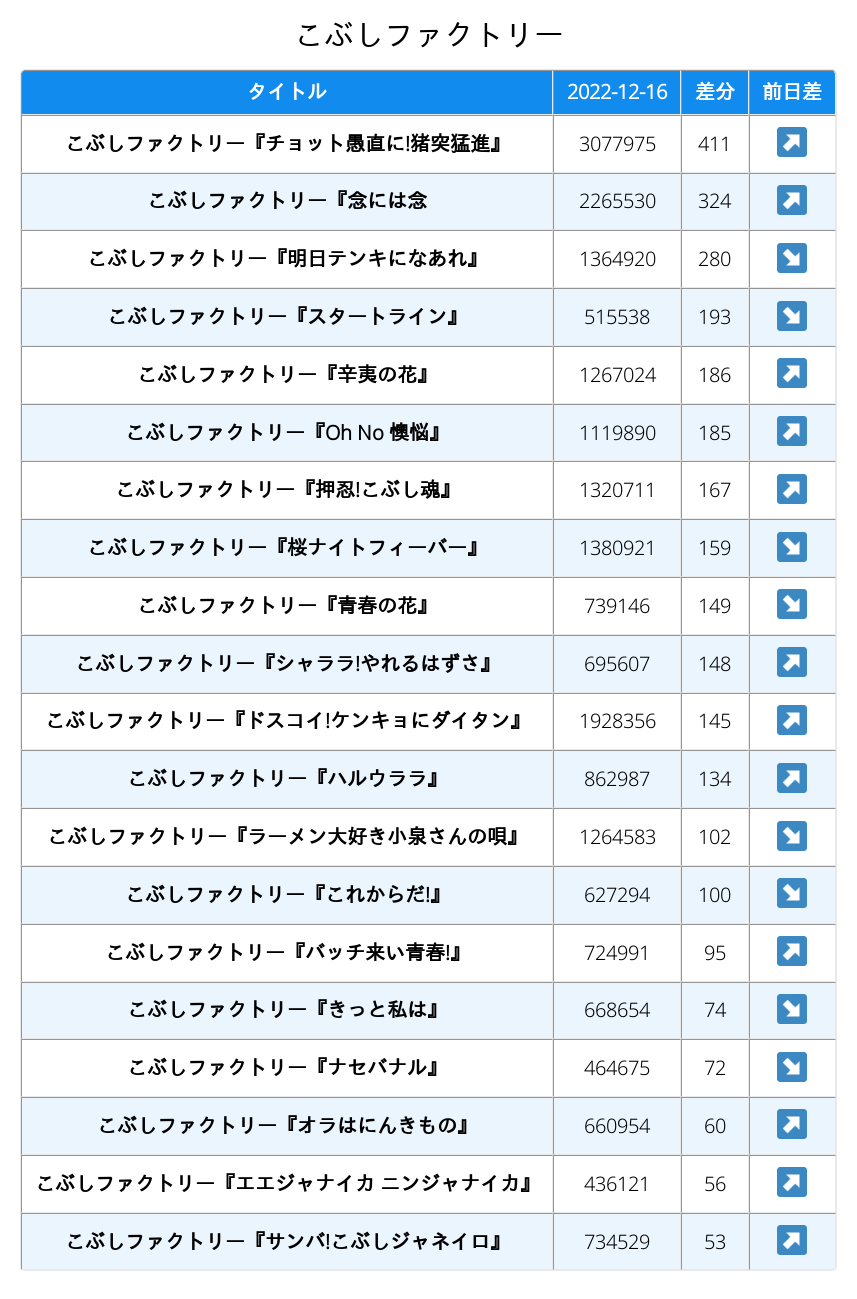 こぶしファクトリー
タイトル 2022-12-16 差分 前日差
こぶしファクトリー『チョット愚直に!猪突猛進』 3077975 411 ↗
こぶしファクトリー『念には念 2265530 324 ↗
こぶしファクトリー『明日テンキになあれ』 1364920 280 ↘
こぶしファクトリー『スタートライン』 515538 193 ↘
こぶしファクトリー『辛夷の花』 1267024 186 ↗
こぶしファクトリー『Oh No 懊悩』 1119890 185 ↗
こぶしファクトリー『押忍!こぶし魂』 1320711 167 ↗
こぶしファクトリー『桜ナイトフィーバー』 1380921 159 ↘
こぶしファクトリー『青春の花』 739146 149 ↘
こぶしファクトリー『シャララ!やれるはずさ』 695607 148 ↗
こぶしファクトリー『ドスコイ!ケンキョにダイタン』 1928356 145 ↗
こぶしファクトリー『ハルウララ』 862987 134 ↗
こぶしファクトリー『ラーメン大好き小泉さんの唄』 1264583 102 ↘
こぶしファクトリー『これからだ!』 627294 100 ↘
こぶしファクトリー『バッチ来い青春!』 724991 95 ↗
こぶしファクトリー『きっと私は』 668654 74 ↘
こぶしファクトリー『ナセバナル』 464675 72 ↘
こぶしファクトリー『オラはにんきもの』 660954 60 ↗
こぶしファクトリー『エエジャナイカ ニンジャナイカ』 436121 56 ↗
こぶしファクトリー『サンバ!こぶしジャネイロ』 734529 53 ↗